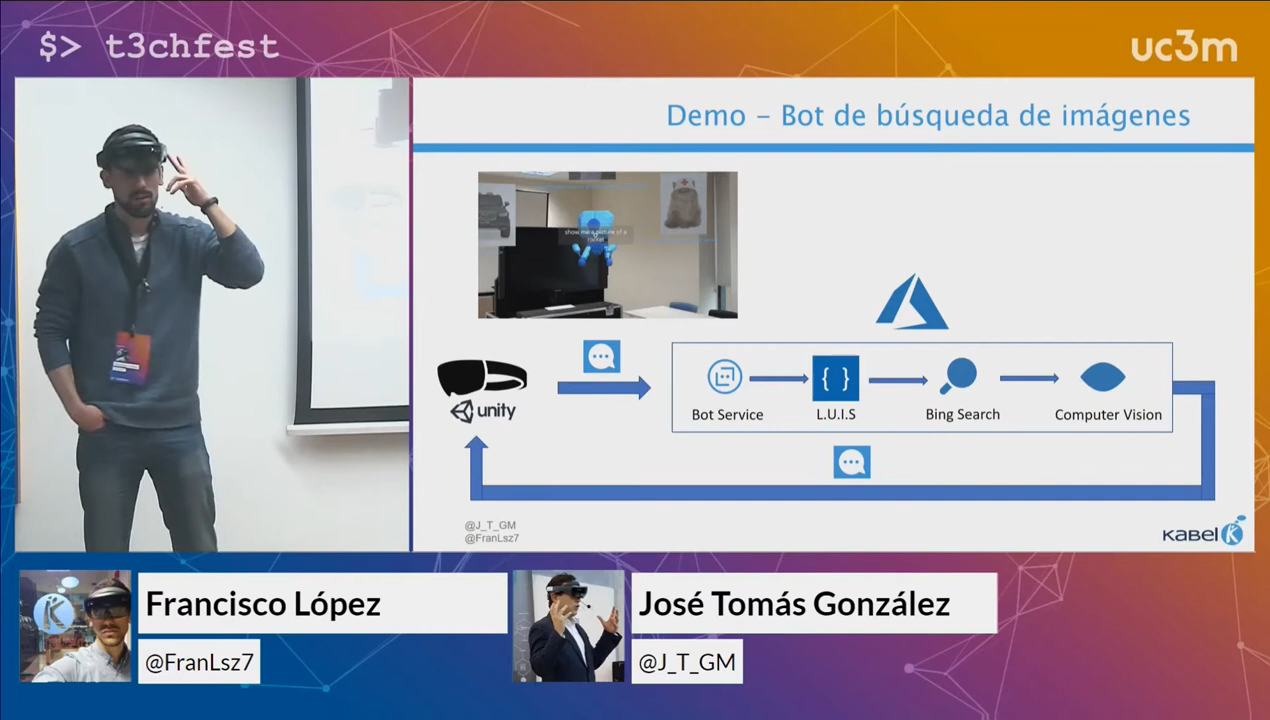 $> t3chfest
uc3m
Demo – Bot de búsqueda de imágenes
show me a picture of a
rocket
unity
Bot Service
{ }
L.U.I.S
Bing Search
Computer Vision
@J_T_GM
@FranLsz7
KABEL K
K
Francisco López
@FranLsz7
José Tomás González
@J_T_GM